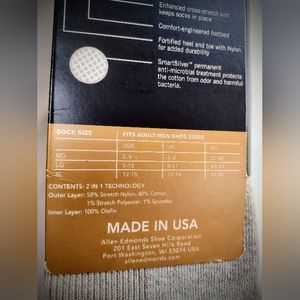 Enhanced cross-stretch knit
keeps socks in place
Comfort-engineered footbed
Fortified heel and toe with Nylon
for added durability
SmartSilver™ permanent
anti-microbial treatment protects
the cotton from odor and harmful
bacteria.
SOCK SIZE
FITS ADULT MEN SHOE SIZES
USA
UK
MD
LG
XL
CONTENTS: 2 IN 1 TECHNOLOGY
Outer Layer: 58% Stretch Nylon, 40% Cotton,
1% Stretch Polyester, 1% Spandex
Inner Layer: 100% Olefin
MADE IN USA
Allen Edmonds Shoe Corporation
201 East Seven Hills Road
Port Washington, WI 53074 USA
allenedmonds.com